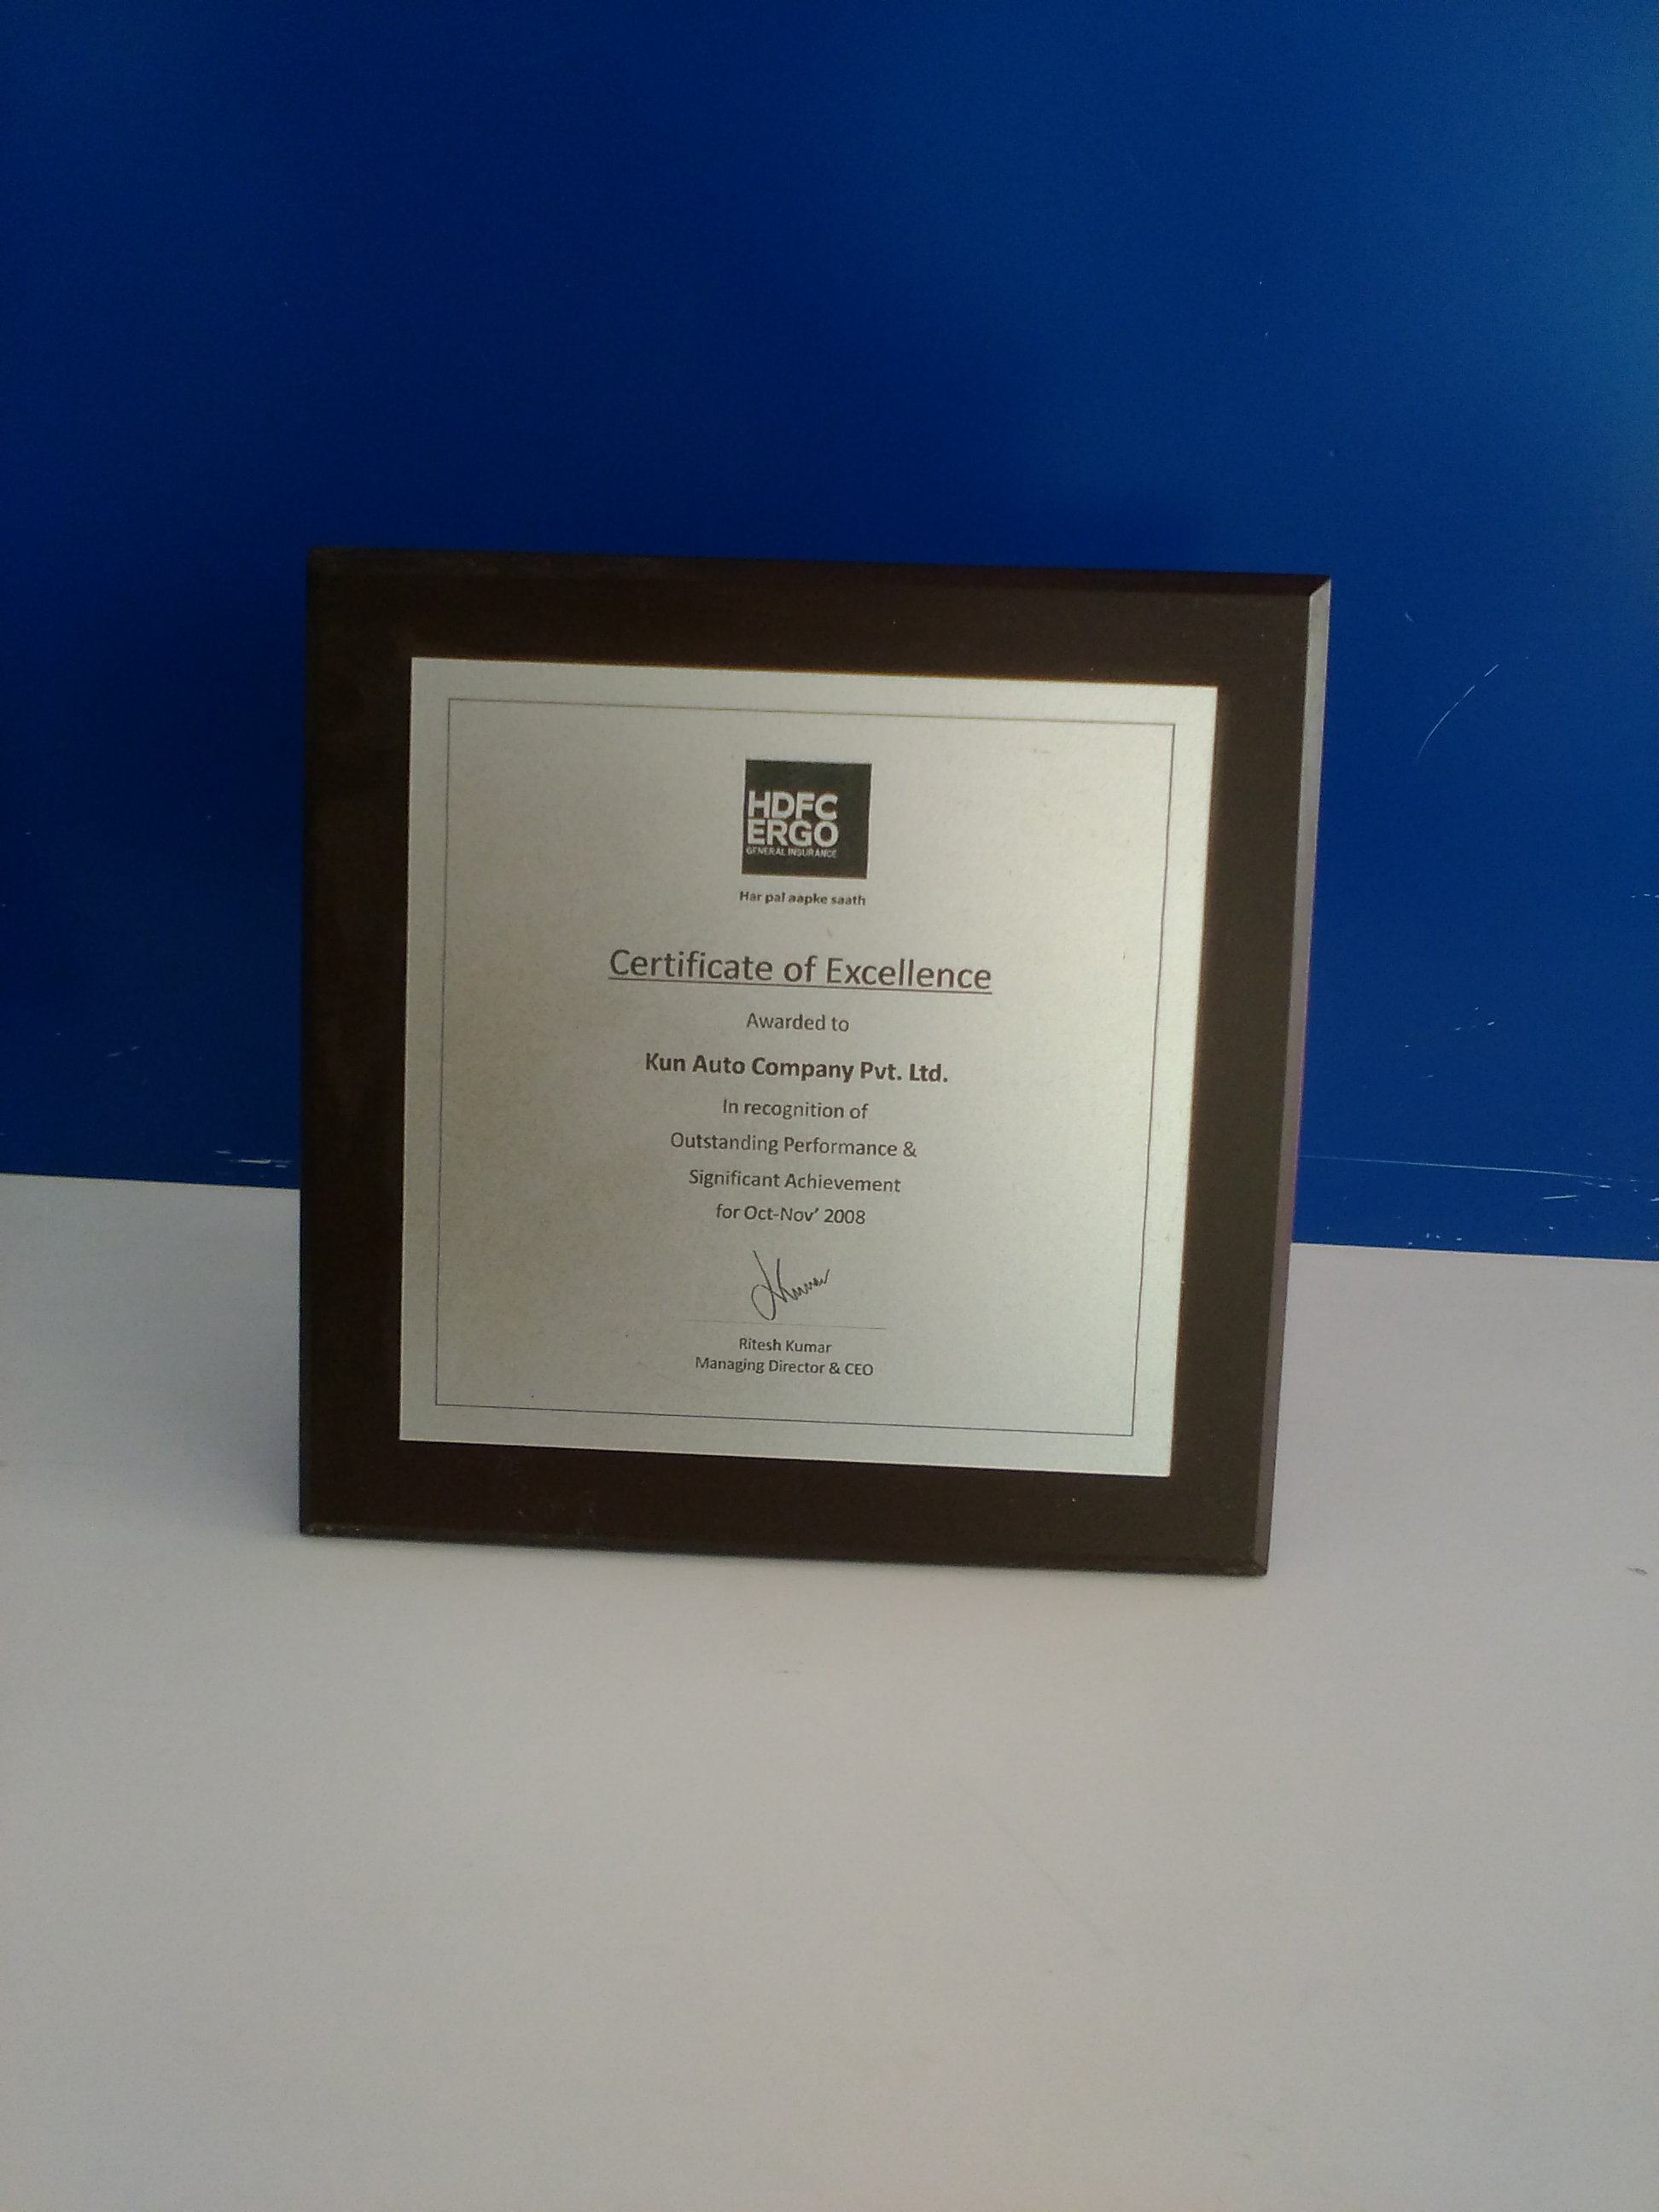 HDFC
ERGO
GENERAL INSURANCE
Har pal aapke saath
Certificate of Excellence
Awarded to
Kun Auto Company Pvt. Ltd.
In recognition of
Outstanding Performance &
Significant Achievement
for Oct-Nov’ 2008
Ritesh Kumar
Managing Director & CEO